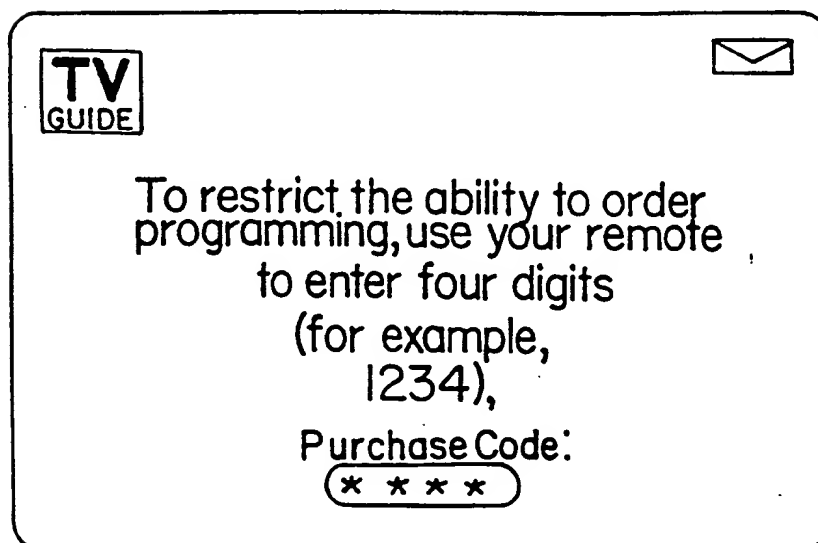 TV
GUIDE
To restrict the ability to order
programming, use your remote
to enter four digits
(for example,
1234),
Purchase Code:
* * * *